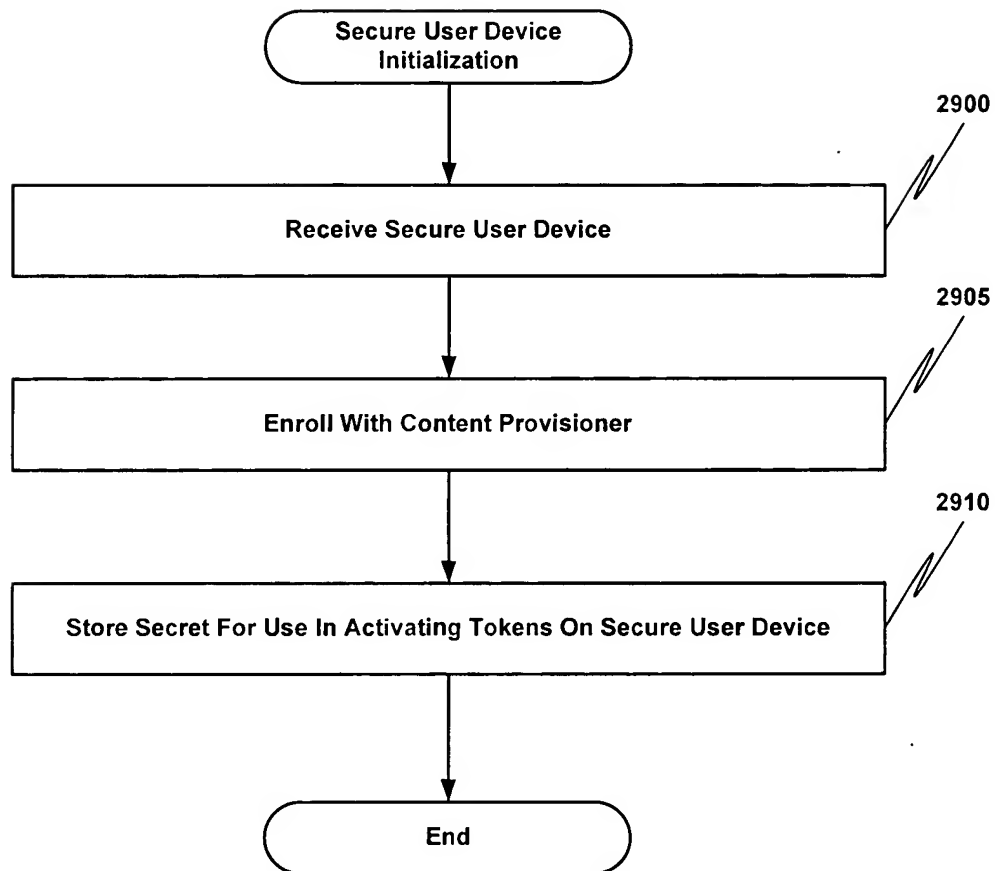 Secure User Device
Initialization
2900
Receive Secure User Device
2905
Enroll With Content Provisioner
2910
Store Secret For Use In Activating Tokens On Secure User Device
End